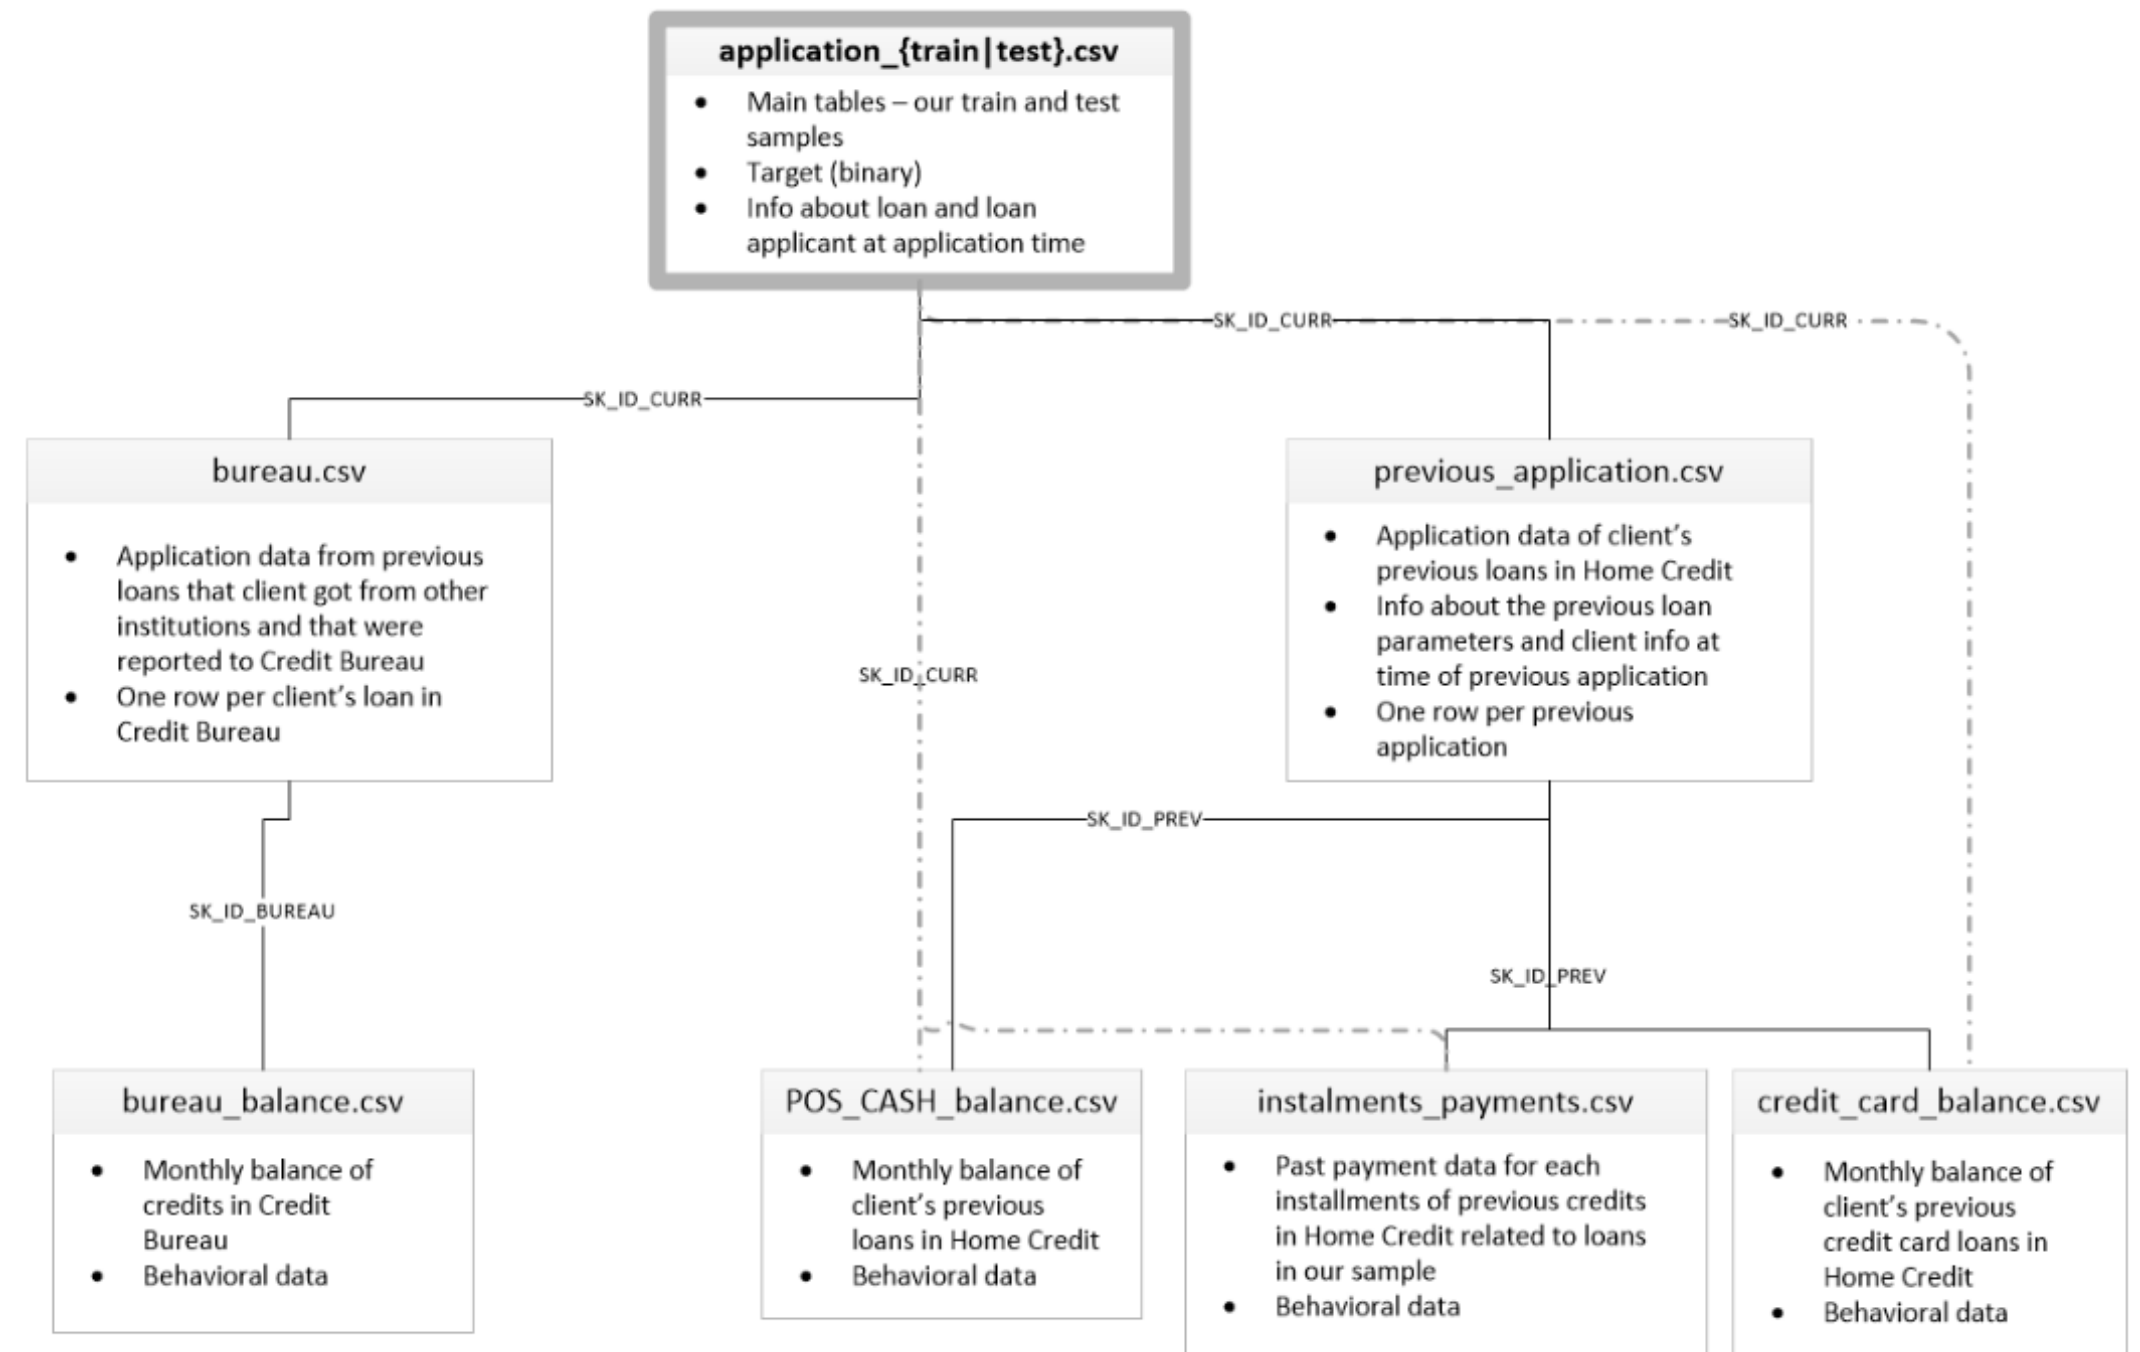 application_{train|test}.csv
• Main tables – our train and test
samples
• Target (binary)
• Info about loan and loan
applicant at application time
SK_ID_CURR
SK_ID_CURR
SK_ID_CURR
bureau.csv
• Application data from previous
loans that client got from other
institutions and that were
reported to Credit Bureau
• One row per client’s loan in
Credit Bureau
previous_application.csv
• Application data of client’s
previous loans in Home Credit
• Info about the previous loan
parameters and client info at
time of previous application
• One row per previous
application
SK_ID_CURR
SK_ID_PREV
SK_ID_BUREAU
SK_ID_PREV
bureau_balance.csv
• Monthly balance of
credits in Credit
Bureau
• Behavioral data
POS_CASH_balance.csv
• Monthly balance of
client’s previous
loans in Home Credit
• Behavioral data
instalments_payments.csv
• Past payment data for each
installments of previous credits
in Home Credit related to loans
in our sample
• Behavioral data
credit_card_balance.csv
• Monthly balance of
client’s previous
credit card loans in
Home Credit
• Behavioral data